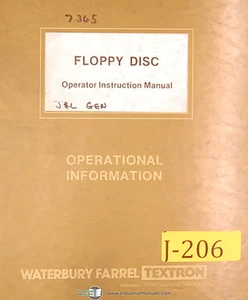 7365
FLOPPY DISC
Operator Instruction Manual
J&L GEN
OPERATIONAL
INFORMATION
J-206
WATERBURY FARREL TEXTRON